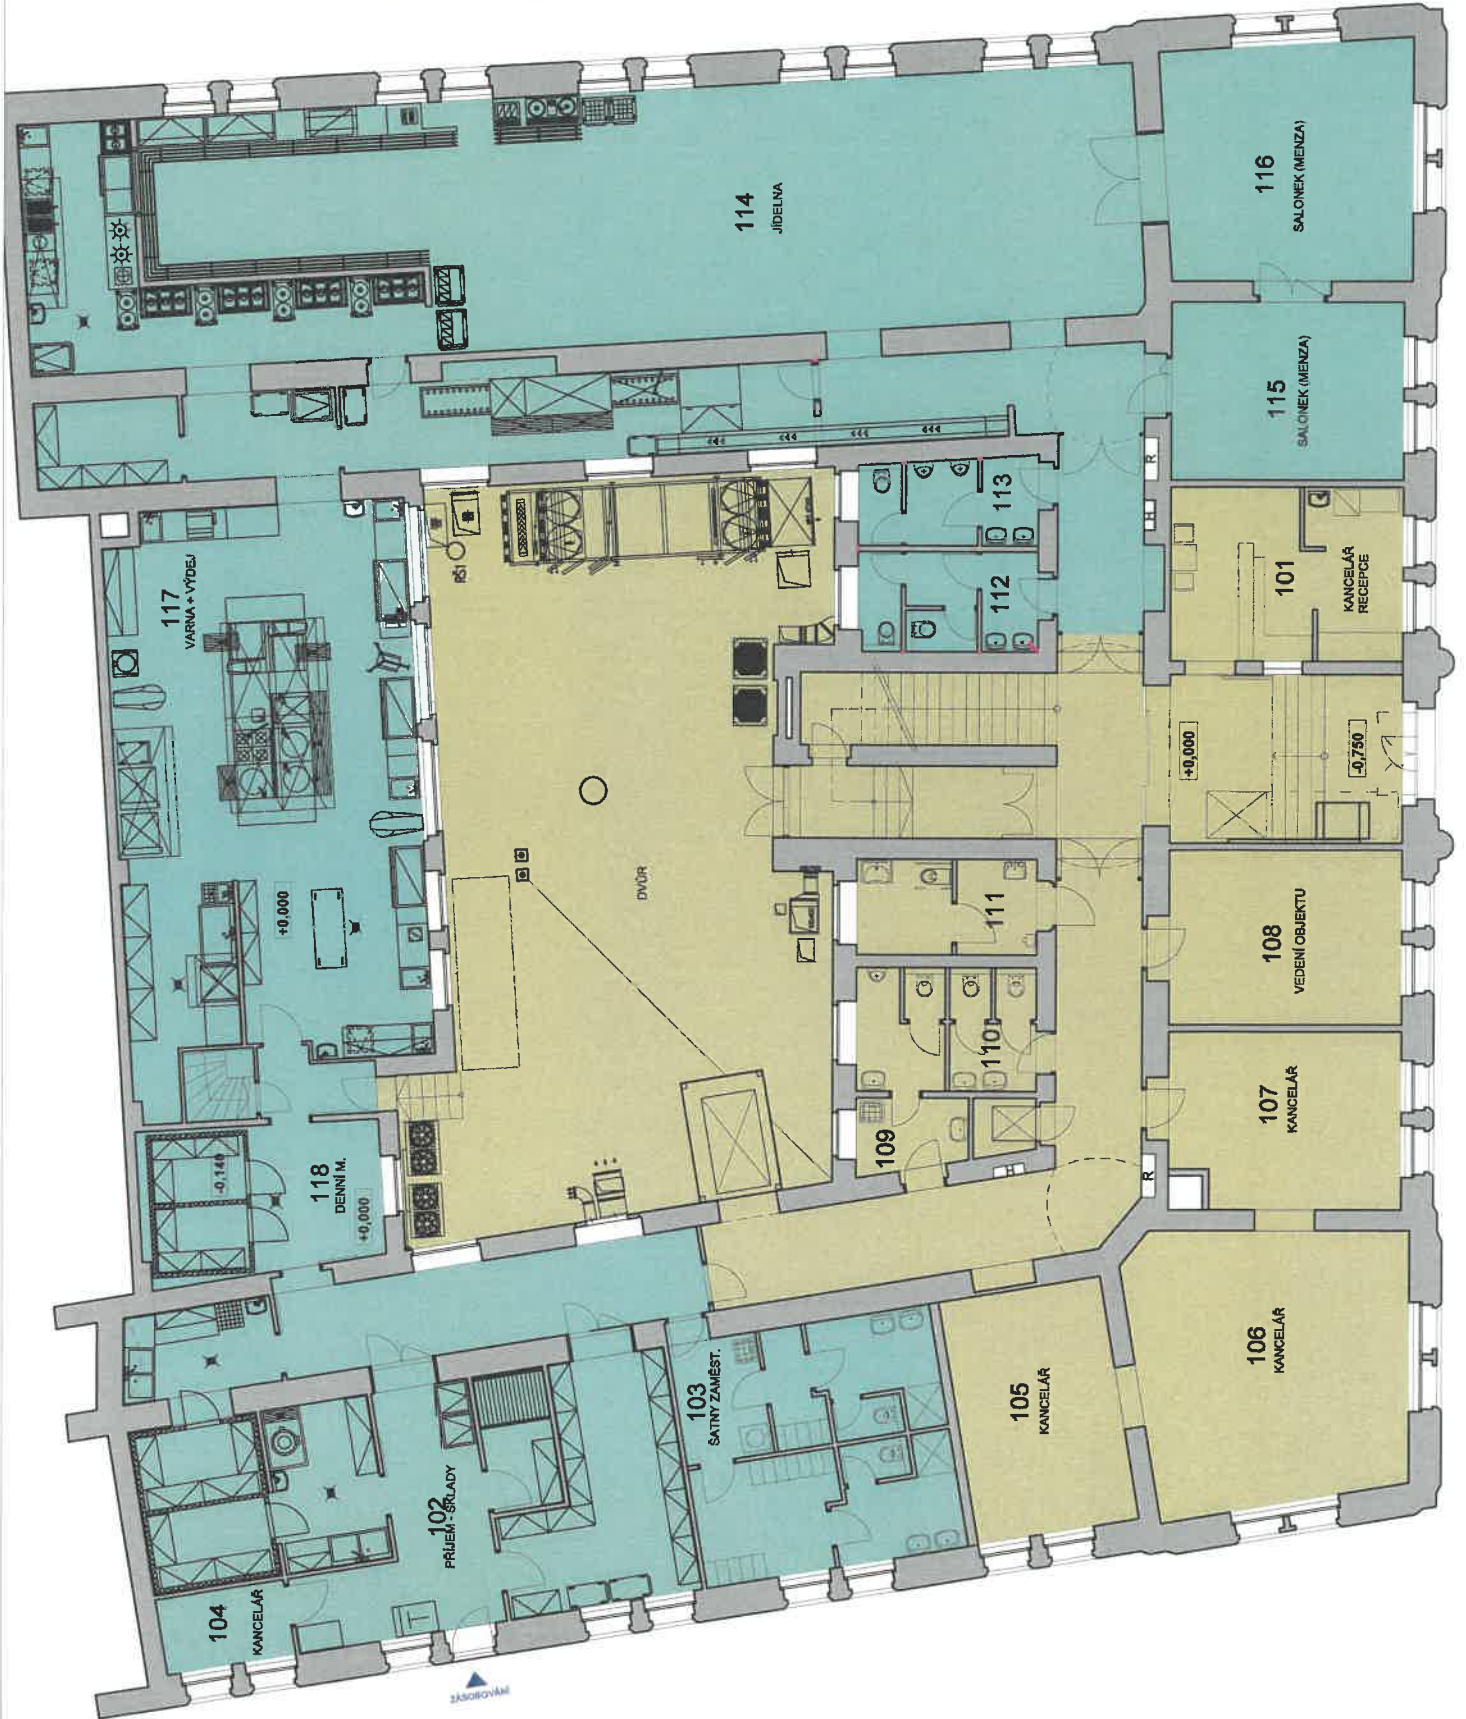 116
SALONEK (MENZA)
114
JÍDELNA
115
SALONEK (MENZA)
R
H
113
112
101
KANCELÁŘ
RECEPCE
RŠ1
117
VARNA + VÝDEJ
+0,000
-0,750
DVŮR
+0,000
111
108
VEDENÍ OBJEKTU
110
109
107
KANCELÁŘ
H
R
-0,140
118
DENNÍ M.
+0,000
106
KANCELÁŘ
105
KANCELÁŘ
103
ŠATNY ZAMĚST.
102
PŘÍJEM - SKLADY
104
KANCELÁŘ
T
ZÁSOBOVÁNÍ